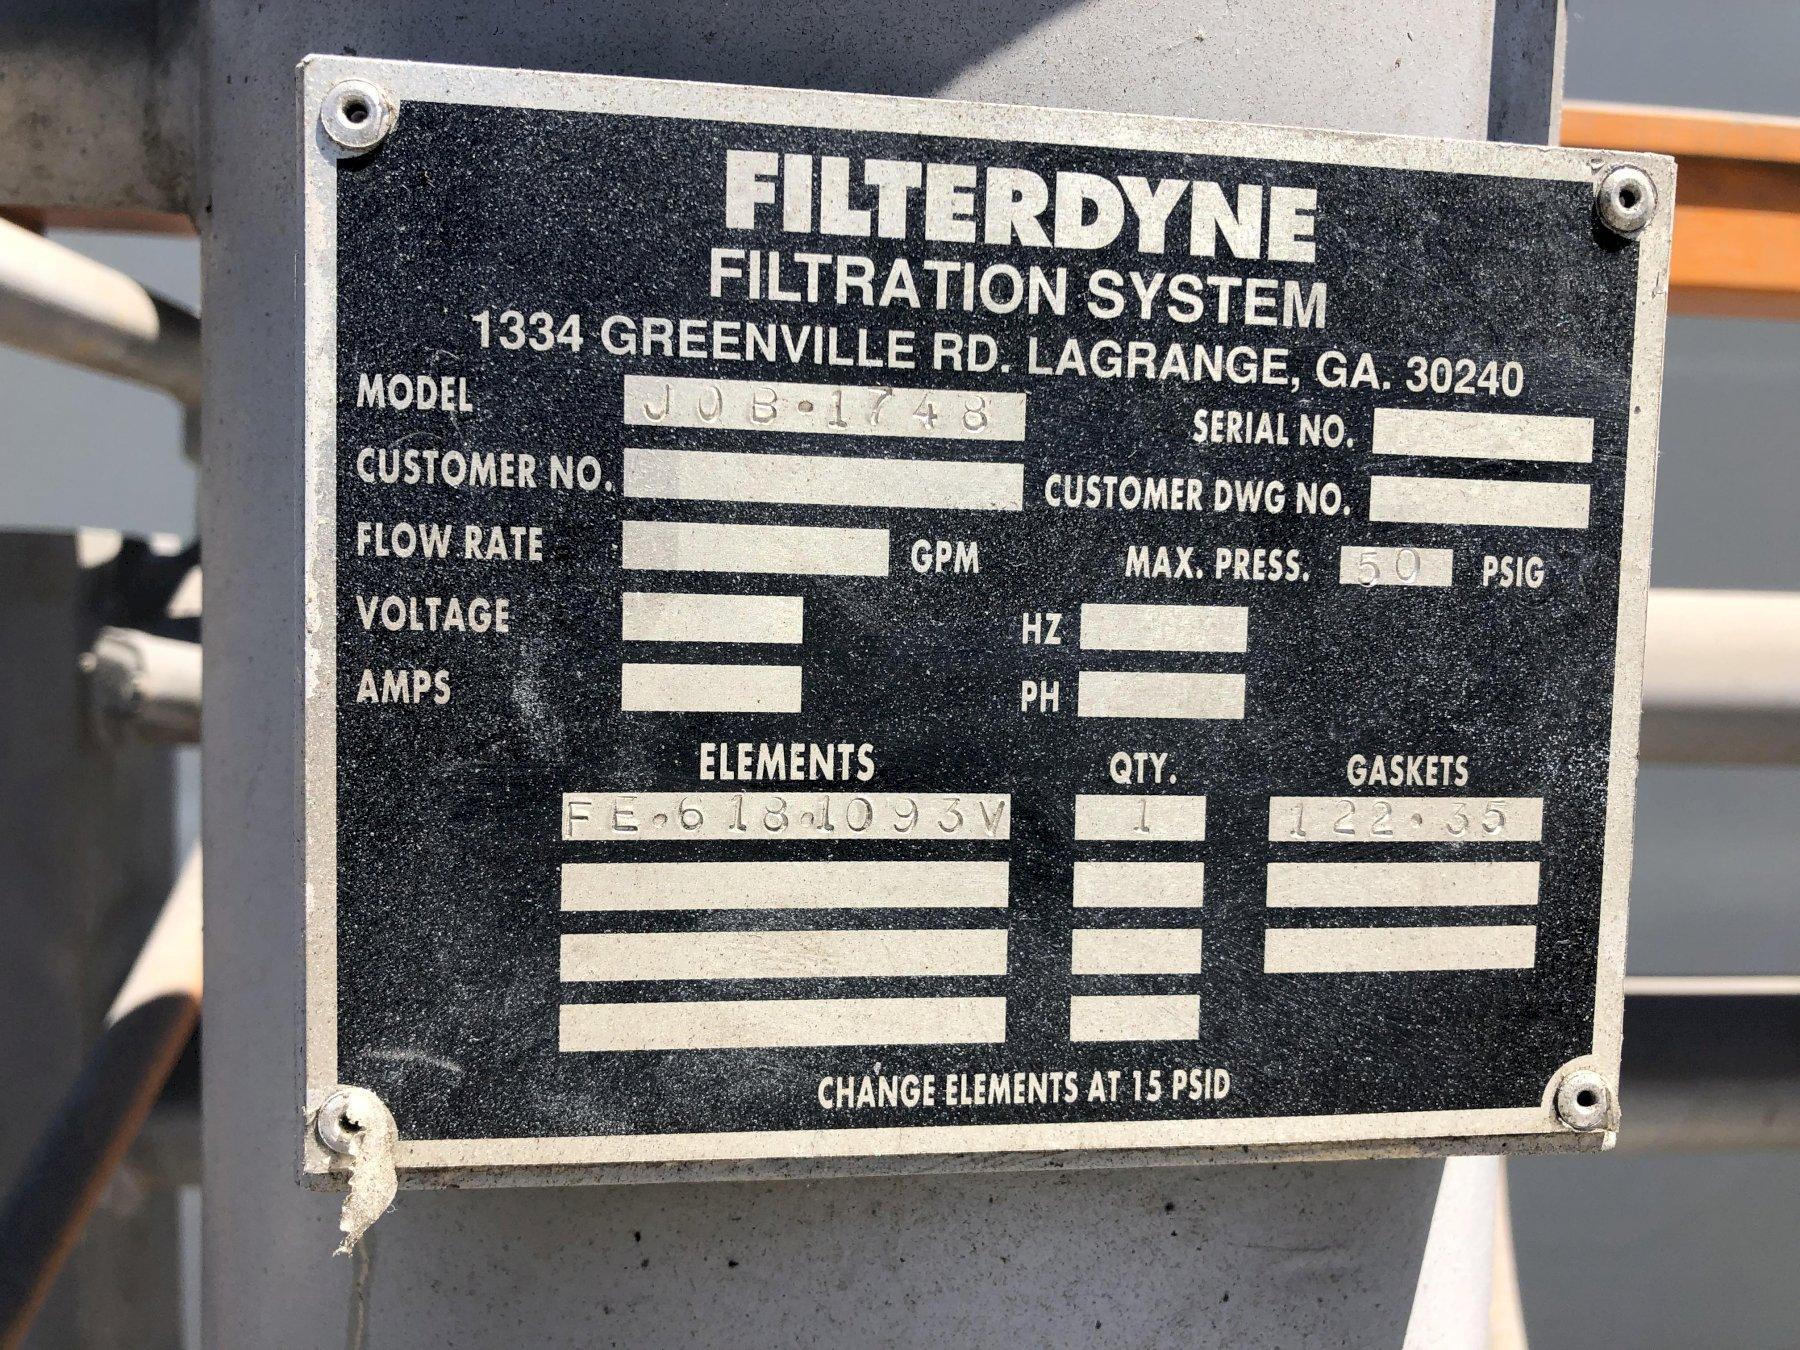 FILTERDYNE
FILTRATION SYSTEM
1334 GREENVILLE RD. LAGRANGE, GA. 30240
MODEL JOB·1748 SERIAL NO.
CUSTOMER NO. CUSTOMER DWG NO.
FLOW RATE GPM MAX. PRESS. 50 PSIG
VOLTAGE HZ
AMPS PH
ELEMENTS QTY. GASKETS
FE·618·1093V 1 122·35
CHANGE ELEMENTS AT 15 PSID